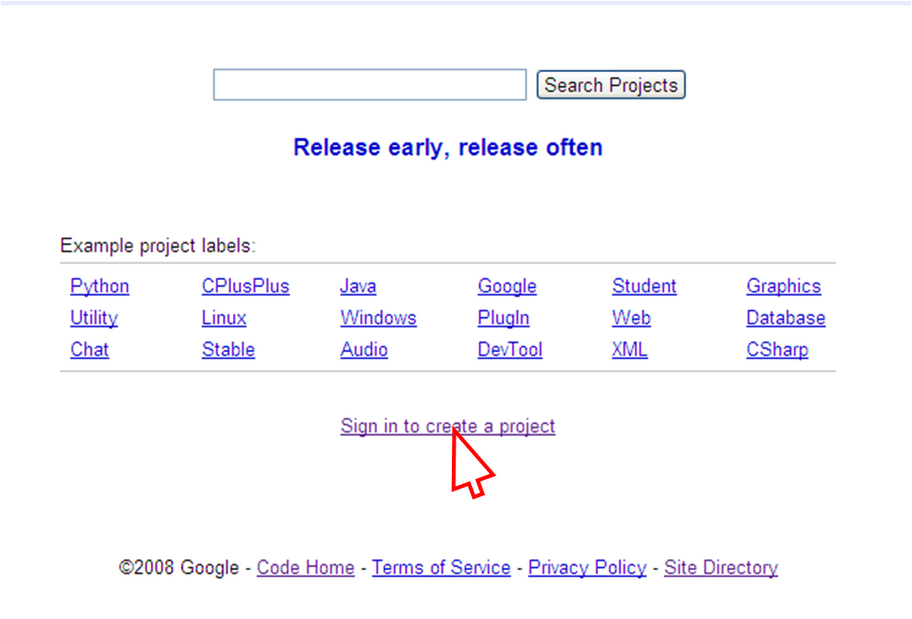 Search Projects
Release early, release often
Example project labels:
Python CPlusPlus Java Google Student Graphics
Utility Linux Windows PlugIn Web Database
Chat Stable Audio DevTool XML CSharp
Sign in to create a project
©2008 Google - Code Home - Terms of Service - Privacy Policy - Site Directory